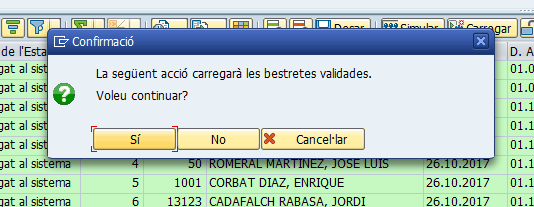 Desar Simular Carregar
de l'Esta D. A
Confirmació
gat al sistema 01.0
La següent acció carregarà les bestretes validades.
gat al sistema 01.1
Voleu continuar?
gat al sistema 01.1
gat al sistema 01.1
Sí No Cancel·lar
gat al sistema 01.1
gat al sistema 4 50 ROMERAL MARTINEZ, JOSE LUIS 26.10.2017 01.1
gat al sistema 5 1001 CORBAT DIAZ, ENRIQUE 26.10.2017 01.1
gat al sistema 6 13123 CADAFALCH RABASA, JORDI 26.10.2017 01.1